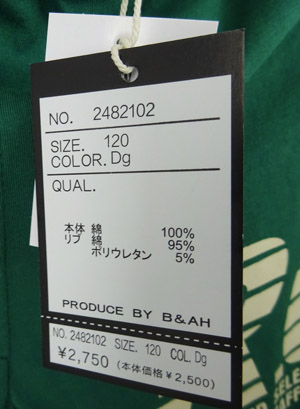 NO. 2482102
SIZE. 120
COLOR. Dg
QUAL.
本体 綿 100%
リブ 綿 95%
ポリウレタン 5%
PRODUCE BY B&AH
NO. 2482102 SIZE. 120 COL. Dg
¥2,750 (本体価格¥2,500)